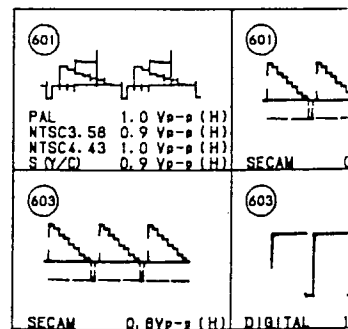 601
PAL 1.0 Vp-p (H)
NTSC3.58 0.9 Vp-p (H)
NTSC4.43 1.0 Vp-p (H)
S (Y/C) 0.9 Vp-p (H)
601
SECAM
603
SECAM 0.8Vp-p (H)
603
DIGITAL